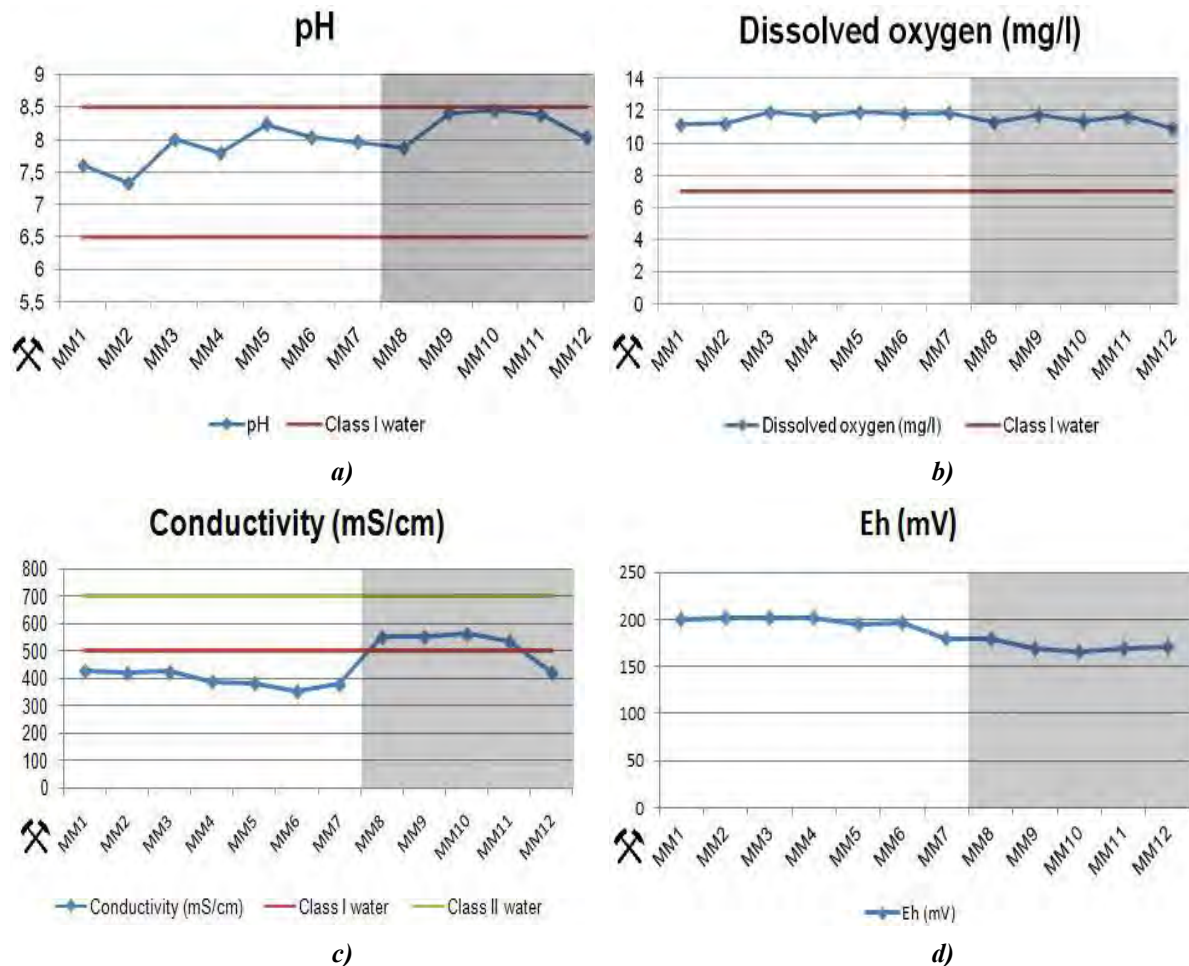 pH
9
8,5
8
7,5
7
6,5
6
5,5
MM1 MM2 MM3 MM4 MM5 MM6 MM7 MM8 MM9 MM10 MM11 MM12
pH Class I water
a)
Dissolved oxygen (mg/l)
14
12
10
8
6
4
2
0
MM1 MM2 MM3 MM4 MM5 MM6 MM7 MM8 MM9 MM10 MM11 MM12
Dissolved oxygen (mg/l) Class I water
b)
Conductivity (mS/cm)
800
700
600
500
400
300
200
100
0
MM1 MM2 MM3 MM4 MM5 MM6 MM7 MM8 MM9 MM10 MM11 MM12
Conductivity (mS/cm) Class I water Class II water
c)
Eh (mV)
250
200
150
100
50
0
MM1 MM2 MM3 MM4 MM5 MM6 MM7 MM8 MM9 MM10 MM11 MM12
Eh (mV)
d)